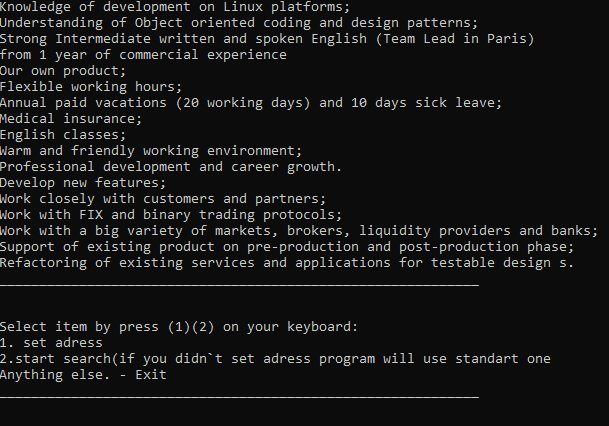 Knowledge of development on Linux platforms;
Understanding of Object oriented coding and design patterns;
Strong Intermediate written and spoken English (Team Lead in Paris)
from 1 year of commercial experience
Our own product;
Flexible working hours;
Annual paid vacations (20 working days) and 10 days sick leave;
Medical insurance;
English classes;
Warm and friendly working environment;
Professional development and career growth.
Develop new features;
Work closely with customers and partners;
Work with FIX and binary trading protocols;
Work with a big variety of markets, brokers, liquidity providers and banks;
Support of existing product on pre-production and post-production phase;
Refactoring of existing services and applications for testable design s.
____________________________________________________________
Select item by press (1)(2) on your keyboard:
1. set adress
2.start search(if you didn`t set adress program will use standart one
Anything else. - Exit
____________________________________________________________